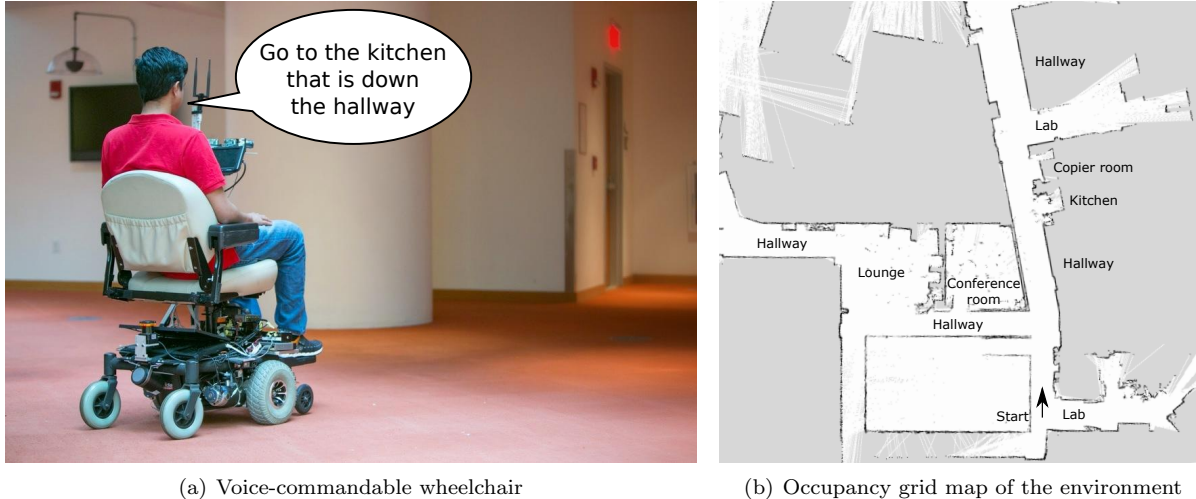 Go to the kitchen
that is down
the hallway
(a) Voice-commandable wheelchair
Hallway
Lab
Copier room
Kitchen
Hallway
Hallway
Lounge
Conference
room
Hallway
Start
Lab
(b) Occupancy grid map of the environment